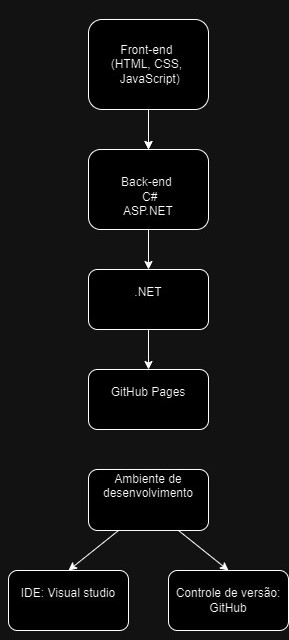 Front-end
(HTML, CSS,
JavaScript)
Back-end
C#
ASP.NET
.NET
GitHub Pages
Ambiente de
desenvolvimento
IDE: Visual studio
Controle de versão:
GitHub